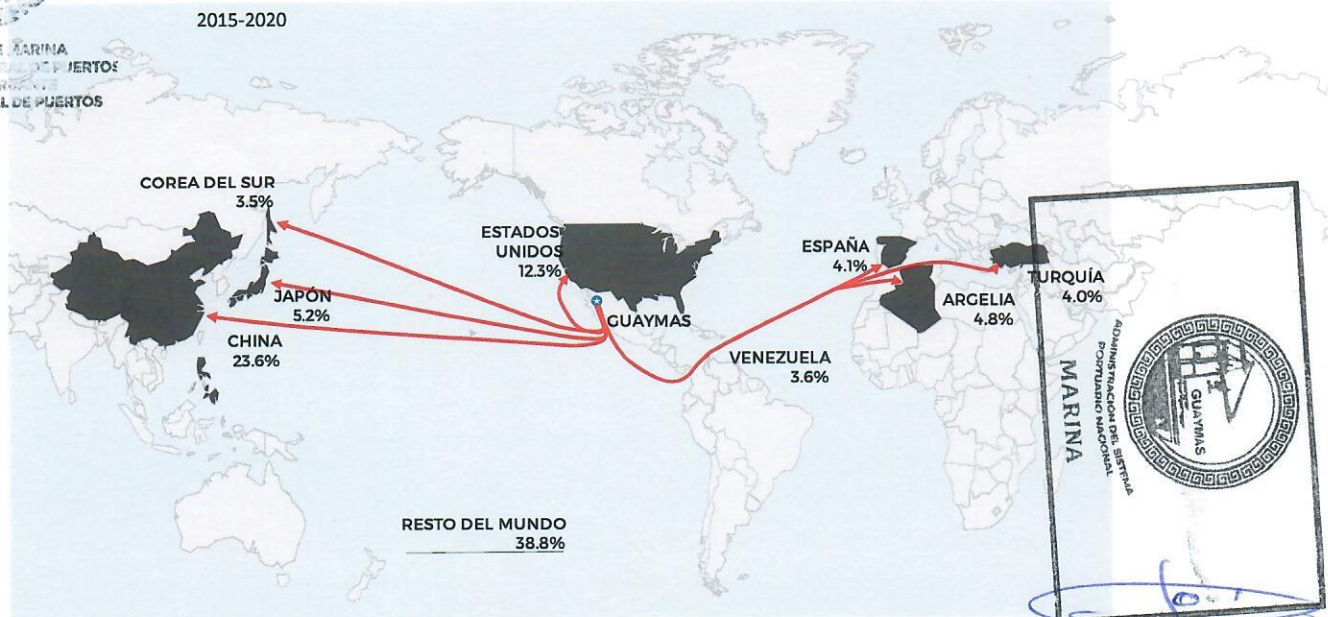 2015-2020
MARINA
DE PUERTOS
L DE PUERTOS
COREA DEL SUR
3.5%
JAPÓN
5.2%
CHINA
23.6%
ESTADOS
UNIDOS
12.3%
GUAYMAS
VENEZUELA
3.6%
ESPAÑA
4.1%
ARGELIA
4.8%
TURQUÍA
4.0%
RESTO DEL MUNDO
38.8%
GUAYMAS
ADMINISTRACIÓN DEL SISTEMA
PORTUARIO NACIONAL
MARINA